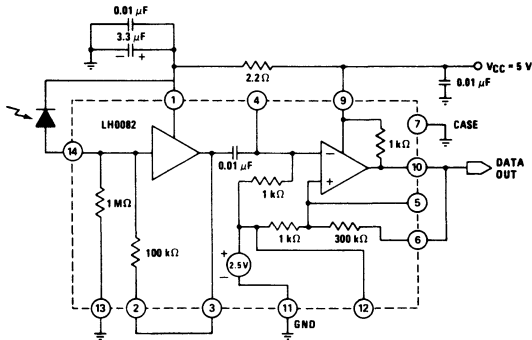 0.01 μF
3.3 μF
− +
2.2Ω
VCC = 5 V
0.01 μF
1
4
9
LH0082
7
CASE
1 kΩ
14
0.01 μF
−
+
10
DATA
OUT
1 kΩ
5
1 MΩ
1 kΩ
300 kΩ
6
100 kΩ
+
2.5V
−
13
2
3
11
GND
12